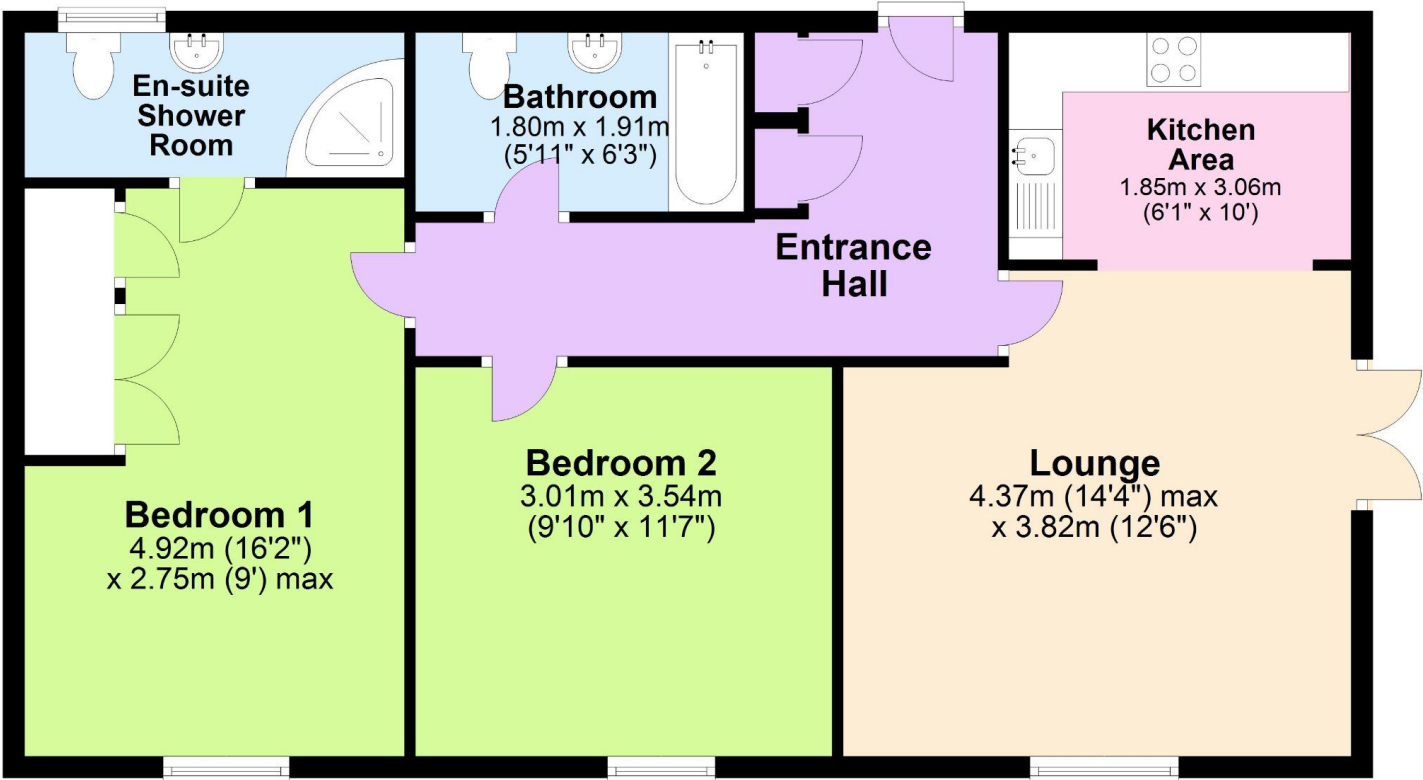 En-suite
Shower
Room
Bathroom
1.80m x 1.91m
(5'11" x 6'3")
Kitchen
Area
1.85m x 3.06m
(6'1" x 10')
Entrance
Hall
Bedroom 1
4.92m (16'2")
x 2.75m (9') max
Bedroom 2
3.01m x 3.54m
(9'10" x 11'7")
Lounge
4.37m (14'4") max
x 3.82m (12'6")